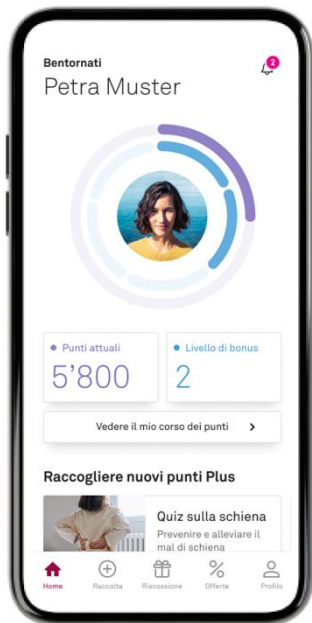 Bentornati
2
Petra Muster
Punti attuali
Livello di bonus
5’800
2
Vedere il mio corso dei punti
Raccogliere nuovi punti Plus
Quiz sulla schiena
Prevenire e alleviare il
mal di schiena
Home
Raccolta
Riscossione
Offerte
Profilo